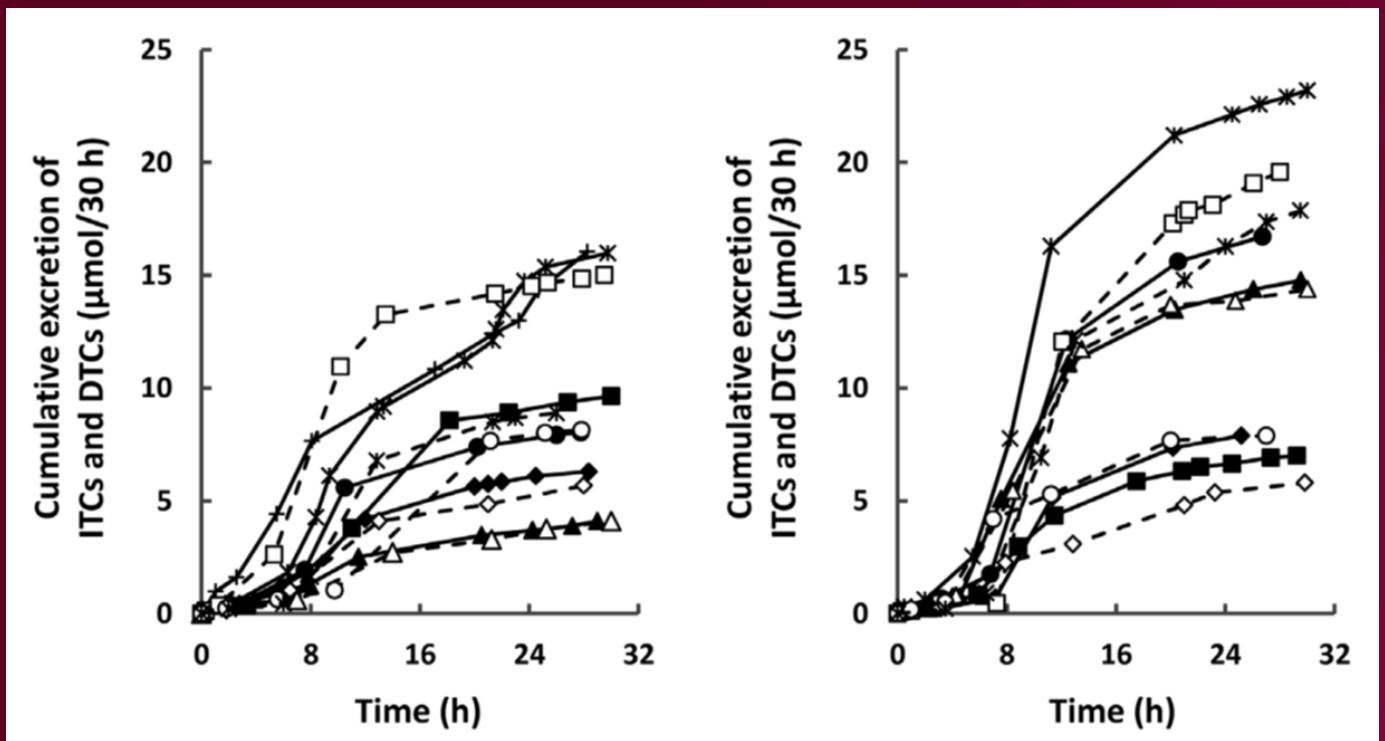 Cumulative excretion of
ITCs and DTCs (µmol/30 h)
25
20
15
10
5
0
0 8 16 24 32
Time (h)
Cumulative excretion of
ITCs and DTCs (µmol/30 h)
25
20
15
10
5
0
0 8 16 24 32
Time (h)